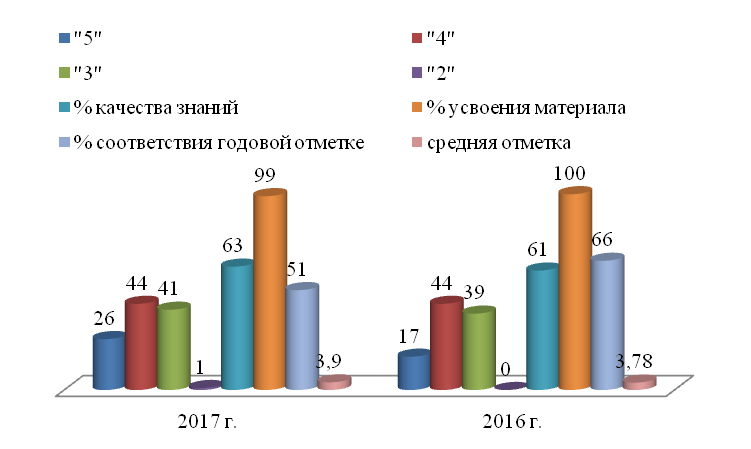 "5" "4"
"3" "2"
% качества знаний % усвоения материала
% соответствия годовой отметке средняя отметка
99 100
63 61 66
51
44 41 44 39
26 17
1 3,9 0 3,78
2017 г. 2016 г.